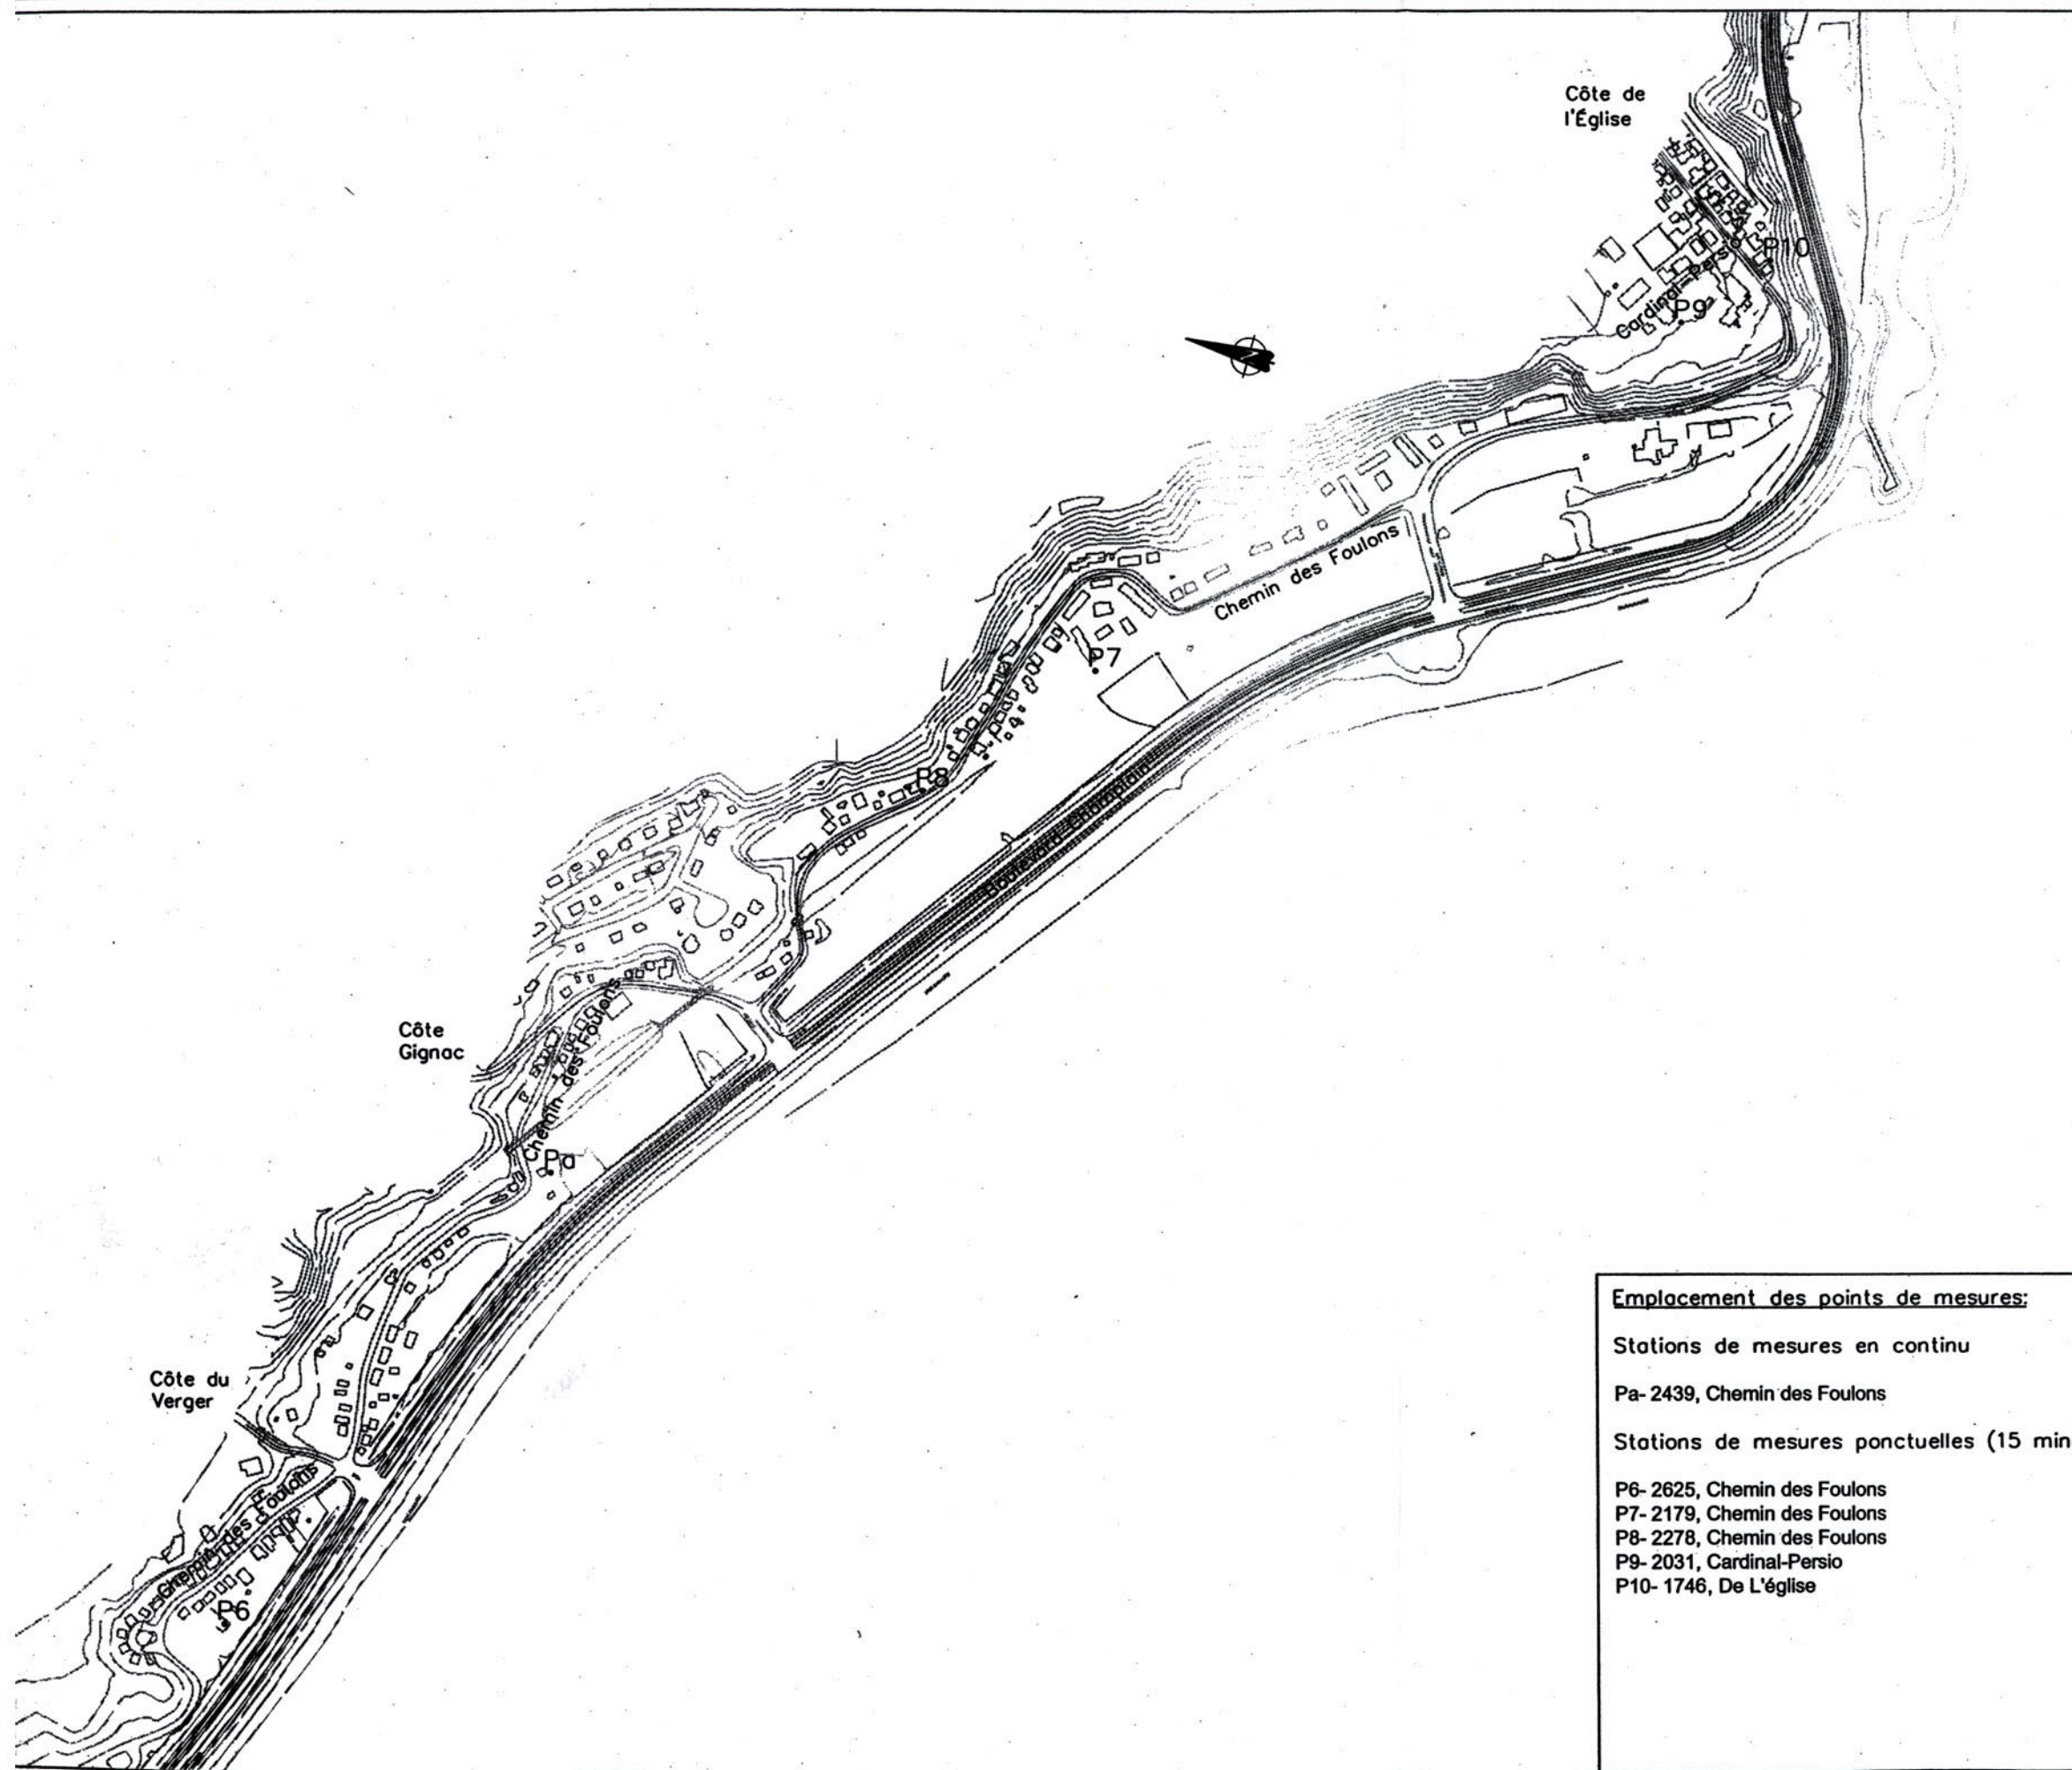 Côte de
l'Église
P10
Cardinal-Persi
P9
Chemin des Foulons
P7
P8
Boulevard Champlain
Côte
Gignac
Chemin des Foulons
Pa
Côte du
Verger
Chemin des Foulons
P6
Emplacement des points de mesures:
Stations de mesures en continu
Pa- 2439, Chemin des Foulons
Stations de mesures ponctuelles (15 min
P6- 2625, Chemin des Foulons
P7- 2179, Chemin des Foulons
P8- 2278, Chemin des Foulons
P9- 2031, Cardinal-Persio
P10- 1746, De L'église